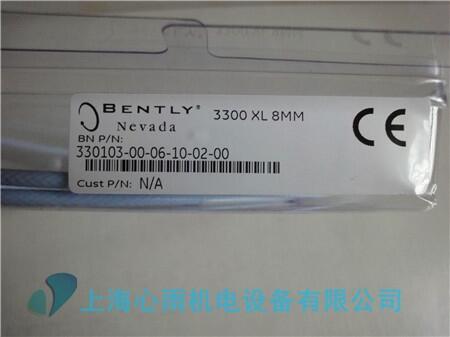 BENTLY® 3300 XL 8MM
Nevada
BN P/N:
330103-00-06-10-02-00
Cust P/N: N/A
CE
上海心雨机电设备有限公司